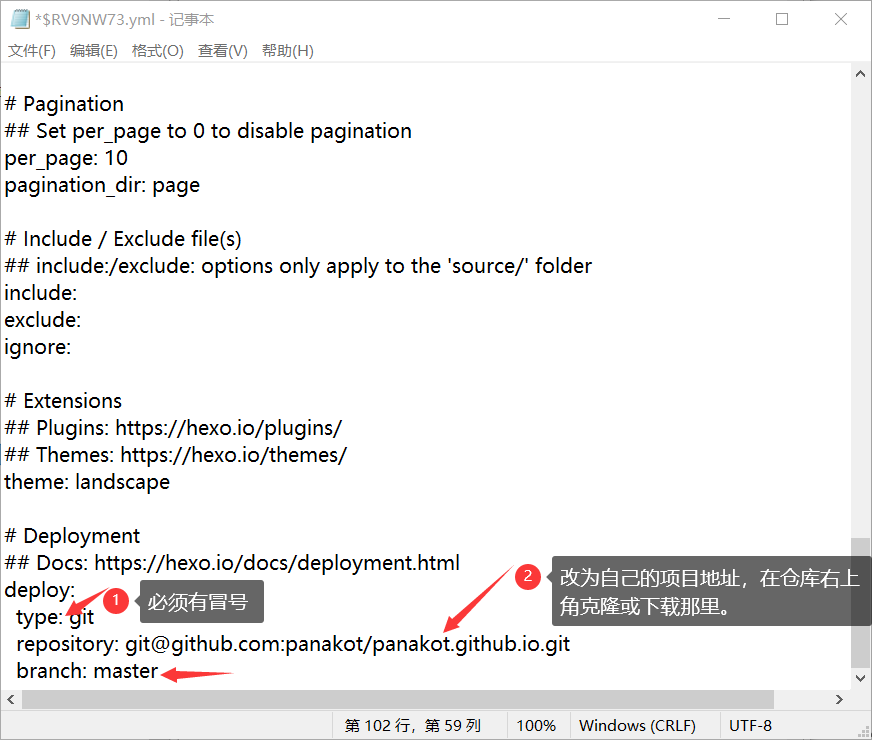 *$RV9NW73.yml - 记事本
文件(F) 编辑(E) 格式(O) 查看(V) 帮助(H)
# Pagination
## Set per_page to 0 to disable pagination
per_page: 10
pagination_dir: page
# Include / Exclude file(s)
## include:/exclude: options only apply to the 'source/' folder
include:
exclude:
ignore:
# Extensions
## Plugins: https://hexo.io/plugins/
## Themes: https://hexo.io/themes/
theme: landscape
# Deployment
## Docs: https://hexo.io/docs/deployment.html
deploy:
type: git
1 必须有冒号
2 改为自己的项目地址，在仓库右上
角克隆或下载那里。
repository: git@github.com:panakot/panakot.github.io.git
branch: master
第 102 行，第 59 列 100% Windows (CRLF) UTF-8